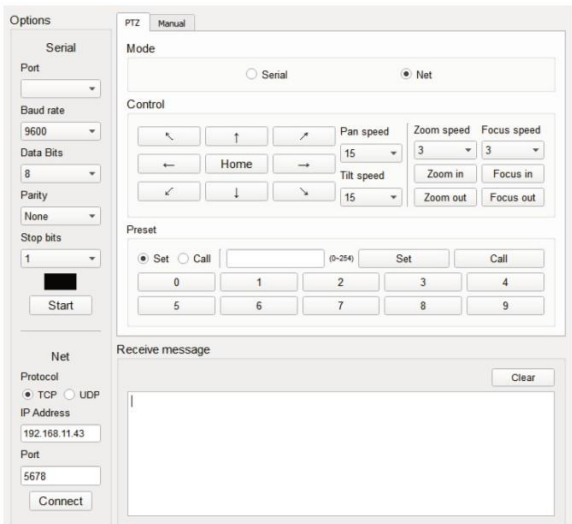 Options
Serial
Port
Baud rate
9600
Data Bits
8
Parity
None
Stop bits
1
Start
Net
Protocol
TCP UDP
IP Address
192.168.11.43
Port
5678
Connect
PTZ Manual
Mode
Serial Net
Control
↖ ↑ ↗
← Home →
↙ ↓ ↘
Pan speed
15
Tilt speed
15
Zoom speed Focus speed
3 3
Zoom in Focus in
Zoom out Focus out
Preset
Set Call (0~254) Set Call
0 1 2 3 4
5 6 7 8 9
Receive message
Clear